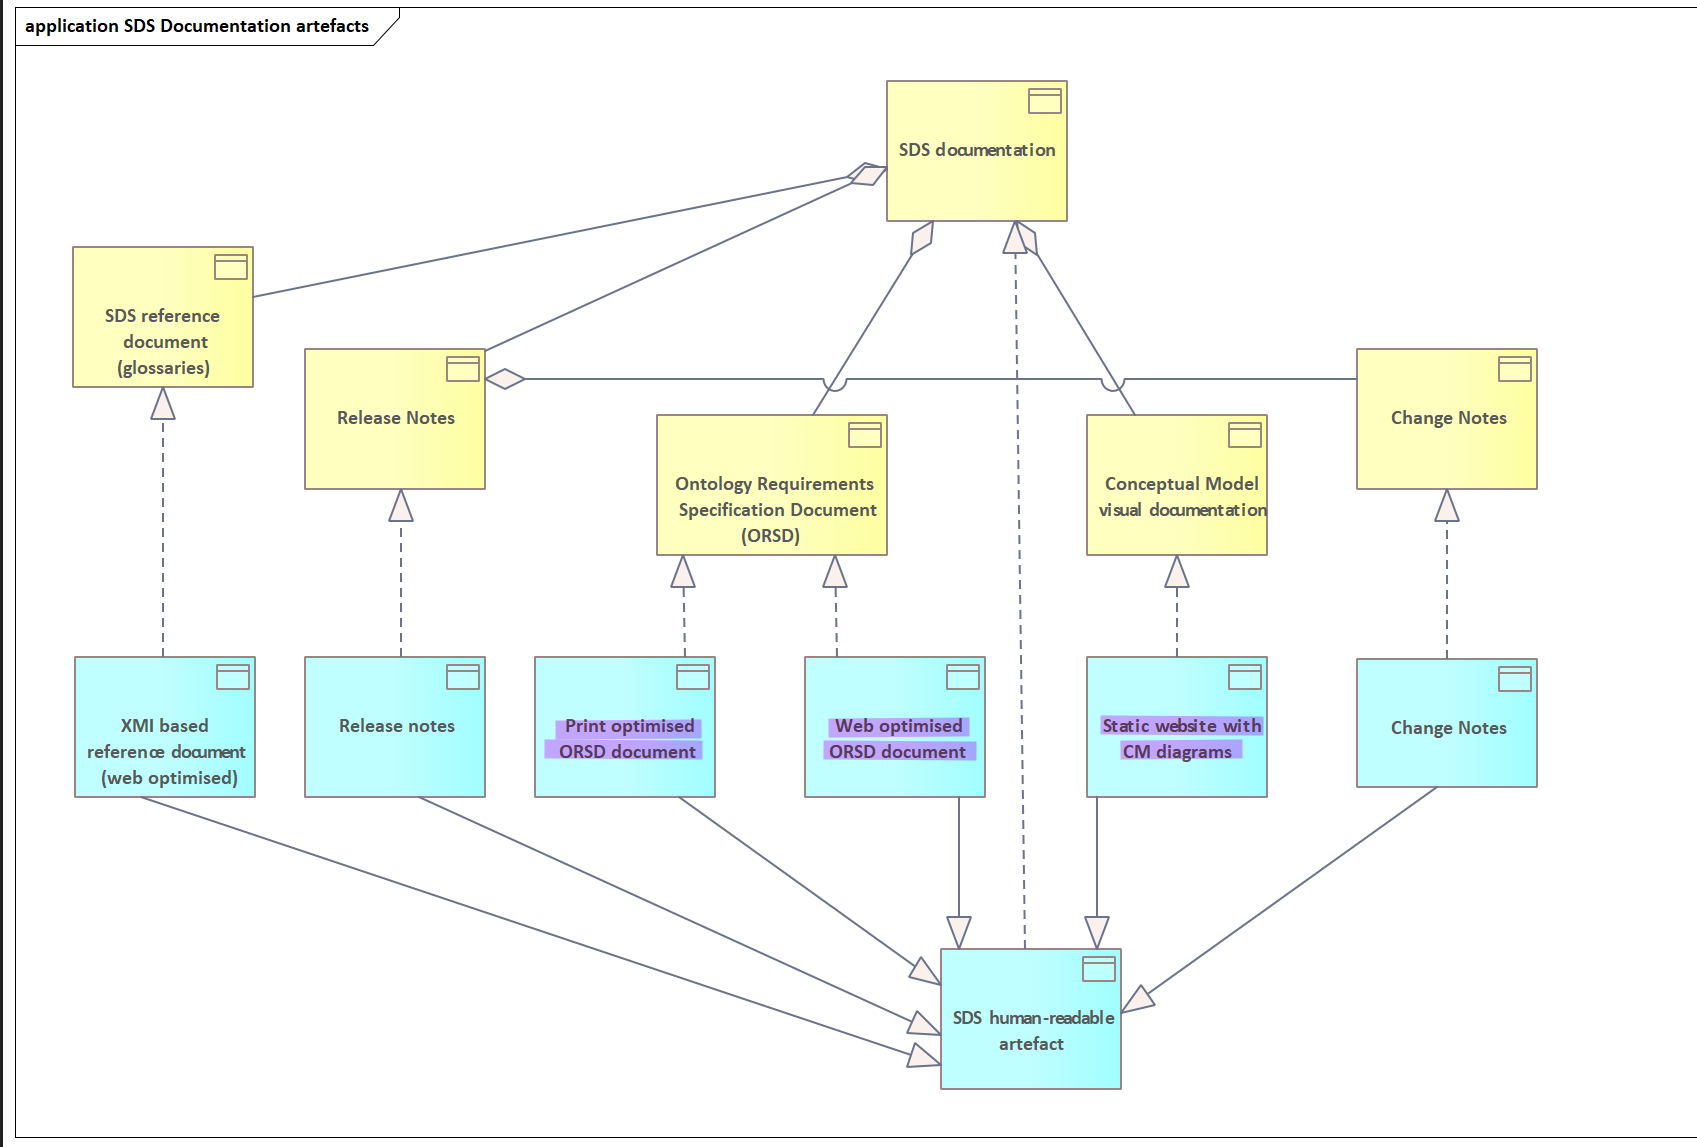 application SDS Documentation artefacts
SDS documentation
SDS reference
document
(glossaries)
Release Notes
Change Notes
Ontology Requirements
Specification Document
(ORSD)
Conceptual Model
visual documentation
XMI based
reference document
(web optimised)
Release notes
Print optimised
ORSD document
Web optimised
ORSD document
Static website with
CM diagrams
Change Notes
SDS human-readable
artefact